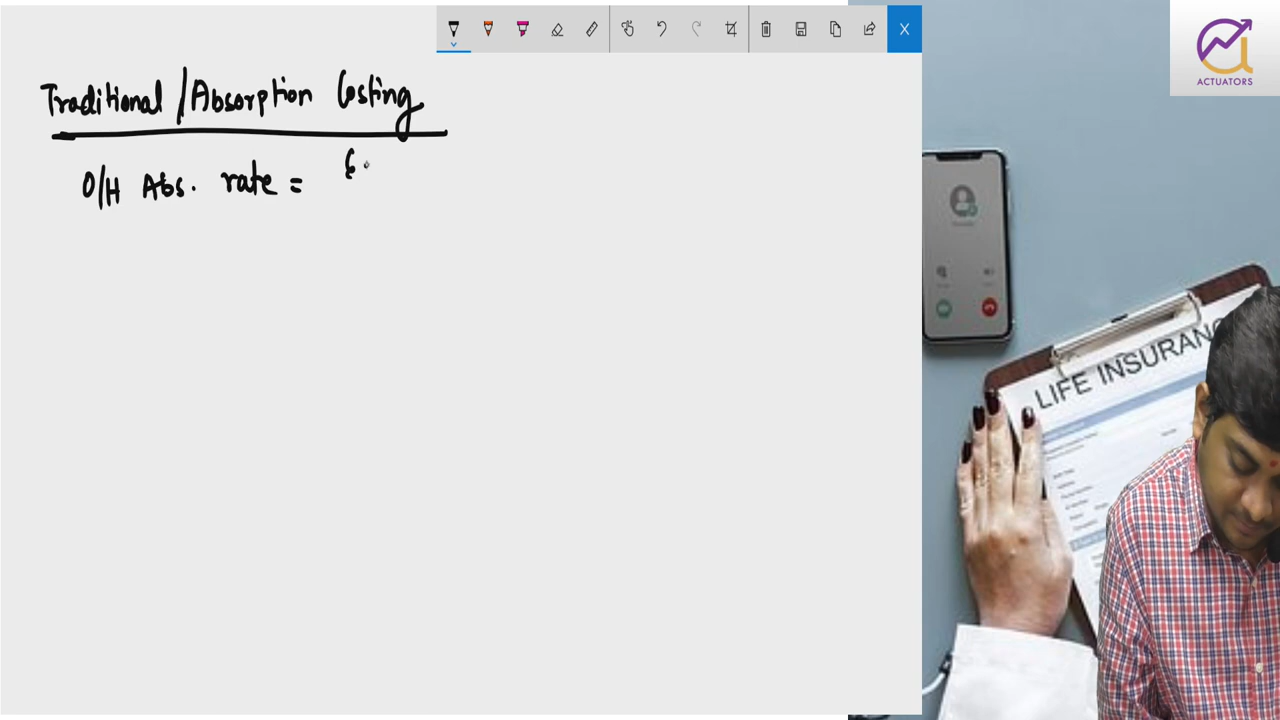 ACTUATORS
Traditional / Absorption Costing
O/H Abs. rate =
LIFE INSURANC